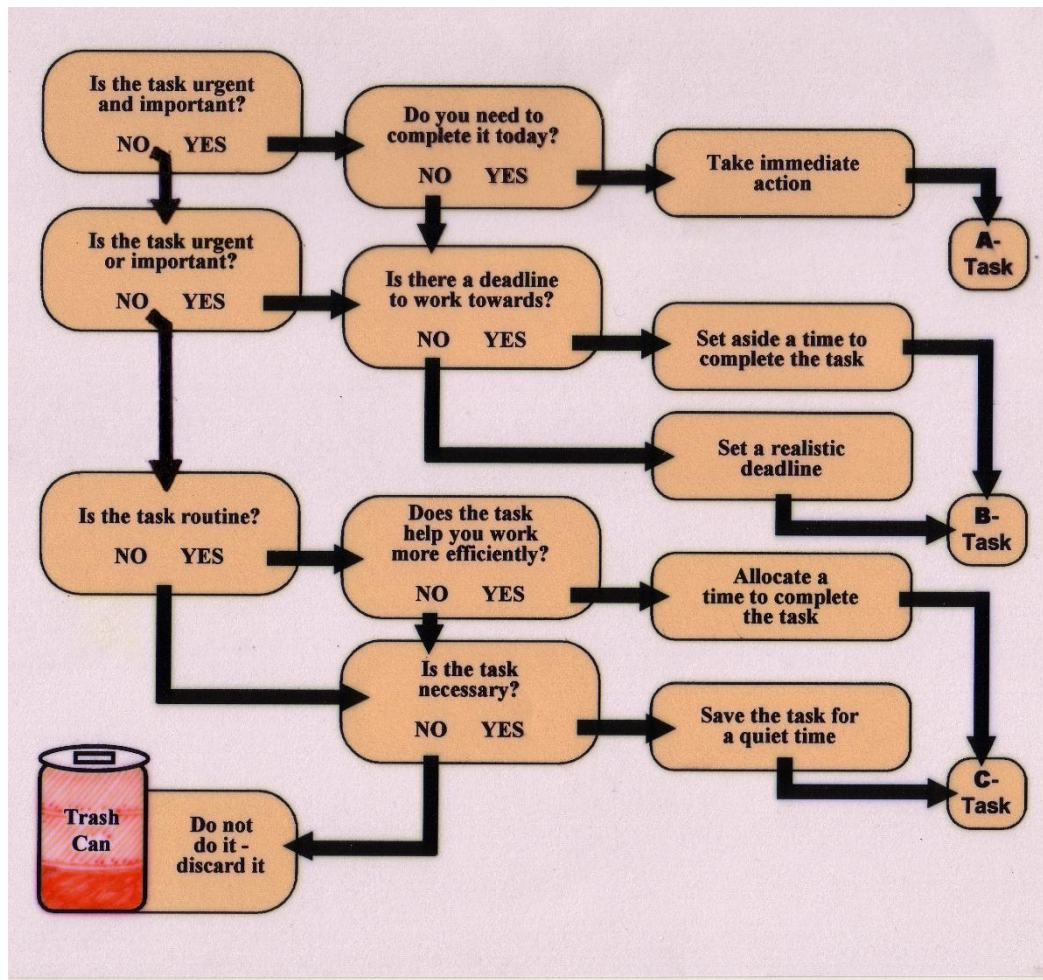 Is the task urgent
and important?
NO YES
Do you need to
complete it today?
NO YES
Take immediate
action
A-
Task
Is the task urgent
or important?
NO YES
Is there a deadline
to work towards?
NO YES
Set aside a time to
complete the task
Set a realistic
deadline
B-
Task
Is the task routine?
NO YES
Does the task
help you work
more efficiently?
NO YES
Allocate a
time to complete
the task
Is the task
necessary?
NO YES
Save the task for
a quiet time
C-
Task
Trash
Can
Do not
do it -
discard it